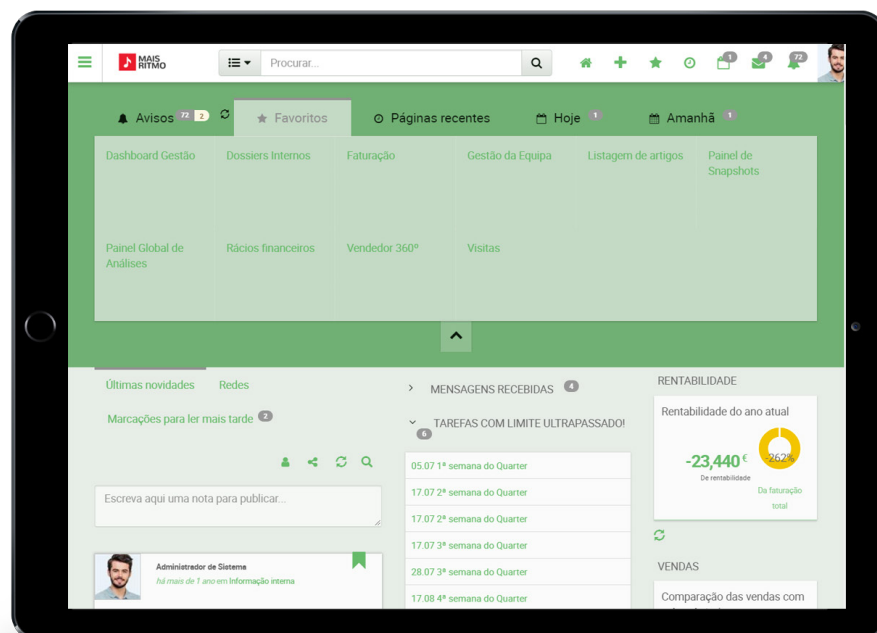 MAIS
RITMO
Procurar...
1
4
72
Avisos 72 2
Favoritos
Páginas recentes
Hoje 1
Amanhã 1
Dashboard Gestão
Dossiers Internos
Faturação
Gestão da Equipa
Listagem de artigos
Painel de
Snapshots
Painel Global de
Análises
Rácios financeiros
Vendedor 360º
Visitas
Últimas novidades
Redes
Marcações para ler mais tarde 2
Escreva aqui uma nota para publicar...
Administrador de Sistema
há mais de 1 ano em Informação interna
MENSAGENS RECEBIDAS 4
TAREFAS COM LIMITE ULTRAPASSADO!
6
05.07 1ª semana do Quarter
17.07 2ª semana do Quarter
17.07 2ª semana do Quarter
17.07 3ª semana do Quarter
28.07 3ª semana do Quarter
17.08 4ª semana do Quarter
RENTABILIDADE
Rentabilidade do ano atual
-23,440 €
De rentabilidade
-262%
Da faturação
total
VENDAS
Comparação das vendas com